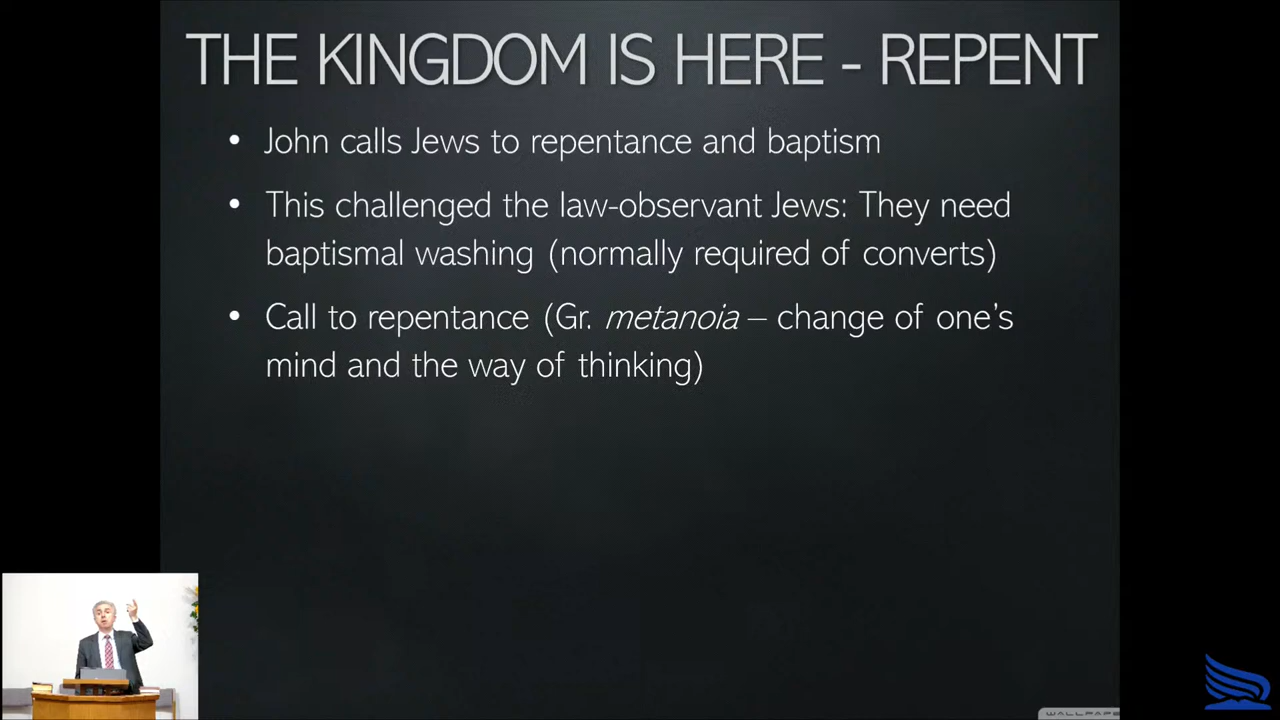 THE KINGDOM IS HERE - REPENT
• John calls Jews to repentance and baptism
• This challenged the law-observant Jews: They need
baptismal washing (normally required of converts)
• Call to repentance (Gr. metanoia – change of one’s
mind and the way of thinking)